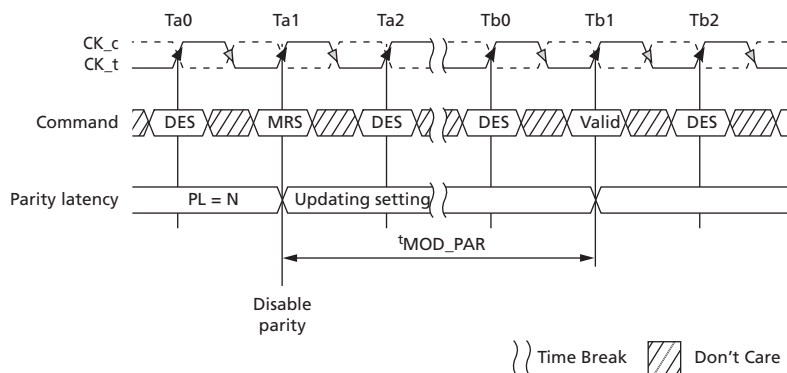 Ta0 Ta1 Ta2 Tb0 Tb1 Tb2
CK_c
CK_t
Command DES MRS DES DES Valid DES
Parity latency PL = N Updating setting
tMOD_PAR
Disable
parity
Time Break Don't Care